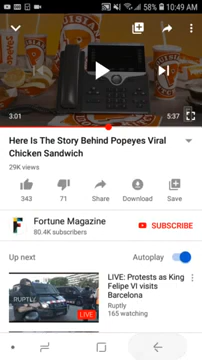 58% 10:49 AM
POPEYES
3:01
5:37
Here Is The Story Behind Popeyes Viral
Chicken Sandwich
29K views
343
71
Share
Download
Save
F
Fortune Magazine
80.4K subscribers
SUBSCRIBE
Up next
Autoplay
RUPTLY
LIVE
LIVE: Protests as King
Felipe VI visits
Barcelona
Ruptly
165 watching